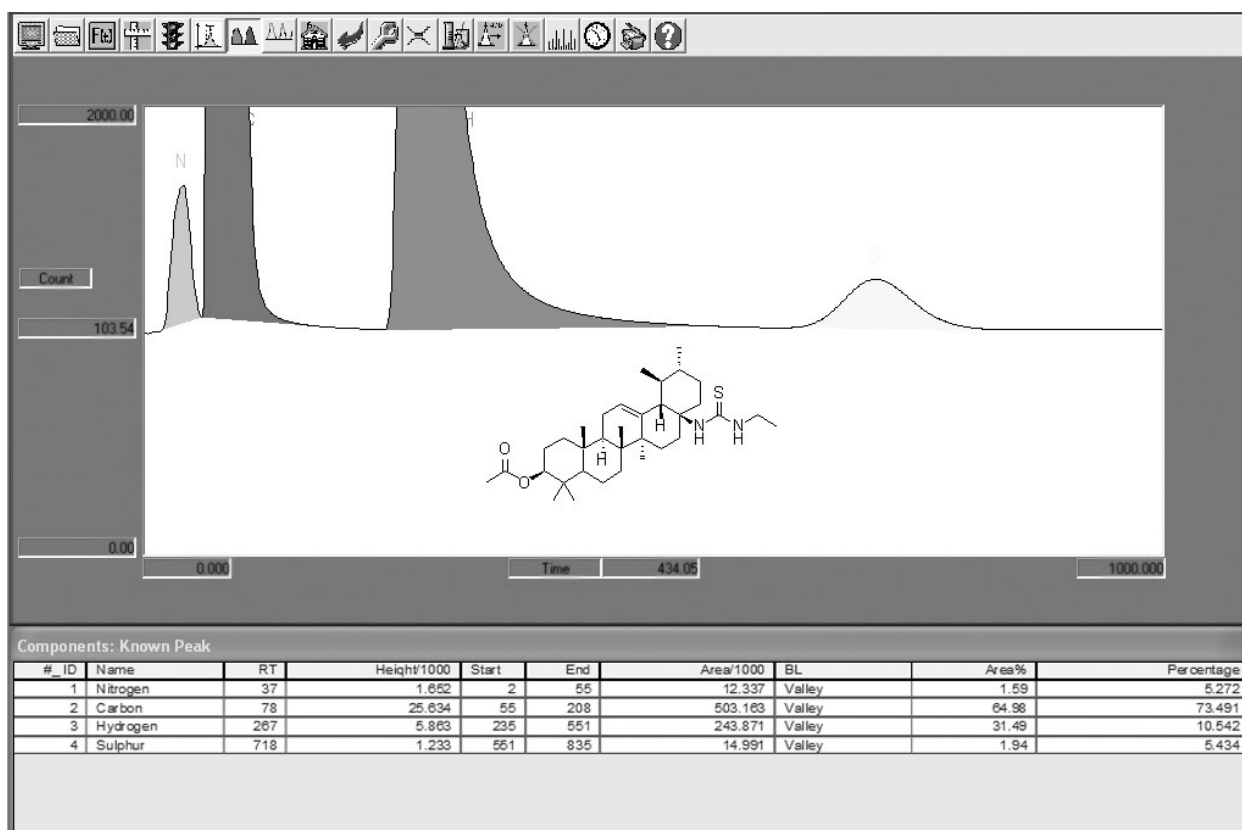 F(t)
2000.00
C
H
N
S
Count
103.54
S
N
H
N
H
H
H
O
O
0.00
0.000 Time 434.05 1000.000
Components: Known Peak
#_ID Name RT Height/1000 Start End Area/1000 BL Area% Percentage
1 Nitrogen 37 1.652 2 55 12.337 Valley 1.59 5.272
2 Carbon 78 25.634 55 208 503.163 Valley 64.98 73.491
3 Hydrogen 267 5.863 235 551 243.871 Valley 31.49 10.542
4 Sulphur 718 1.233 551 835 14.991 Valley 1.94 5.434